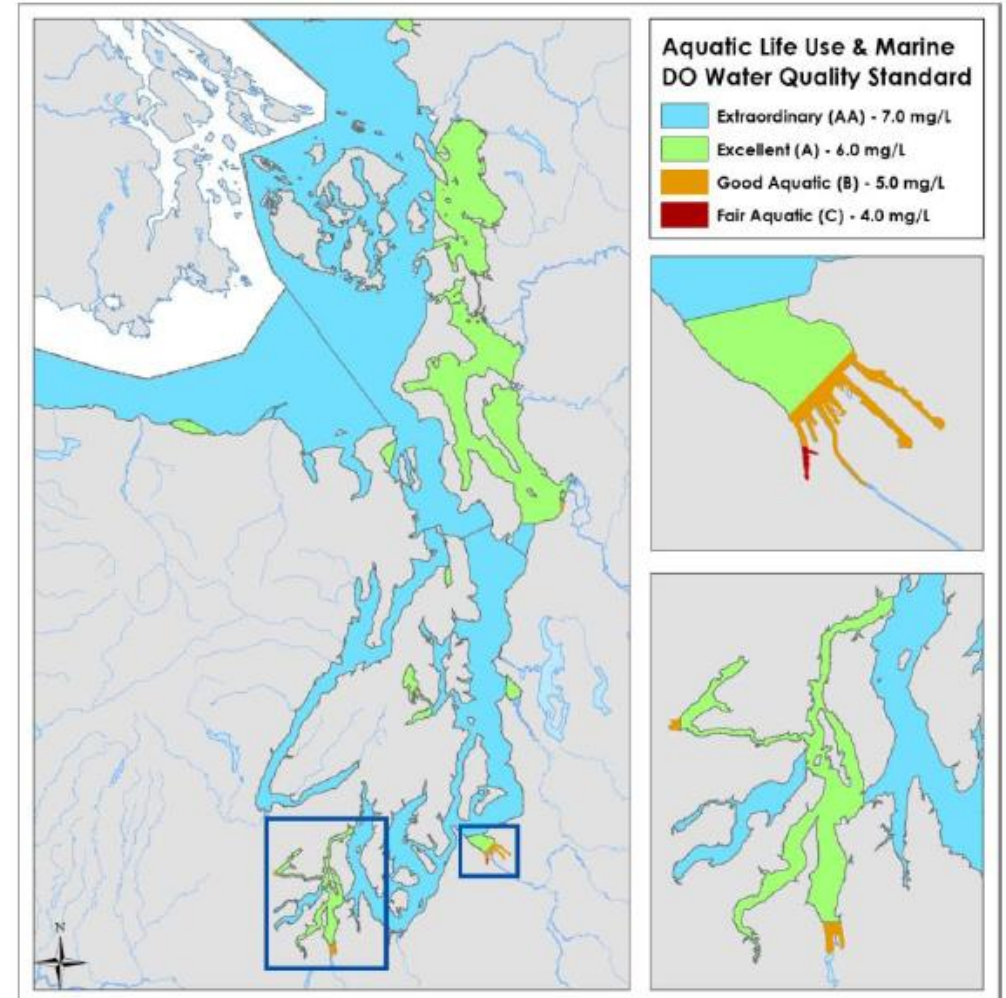 Aquatic Life Use & Marine
DO Water Quality Standard
Extraordinary (AA) - 7.0 mg/L
Excellent (A) - 6.0 mg/L
Good Aquatic (B) - 5.0 mg/L
Fair Aquatic (C) - 4.0 mg/L
N